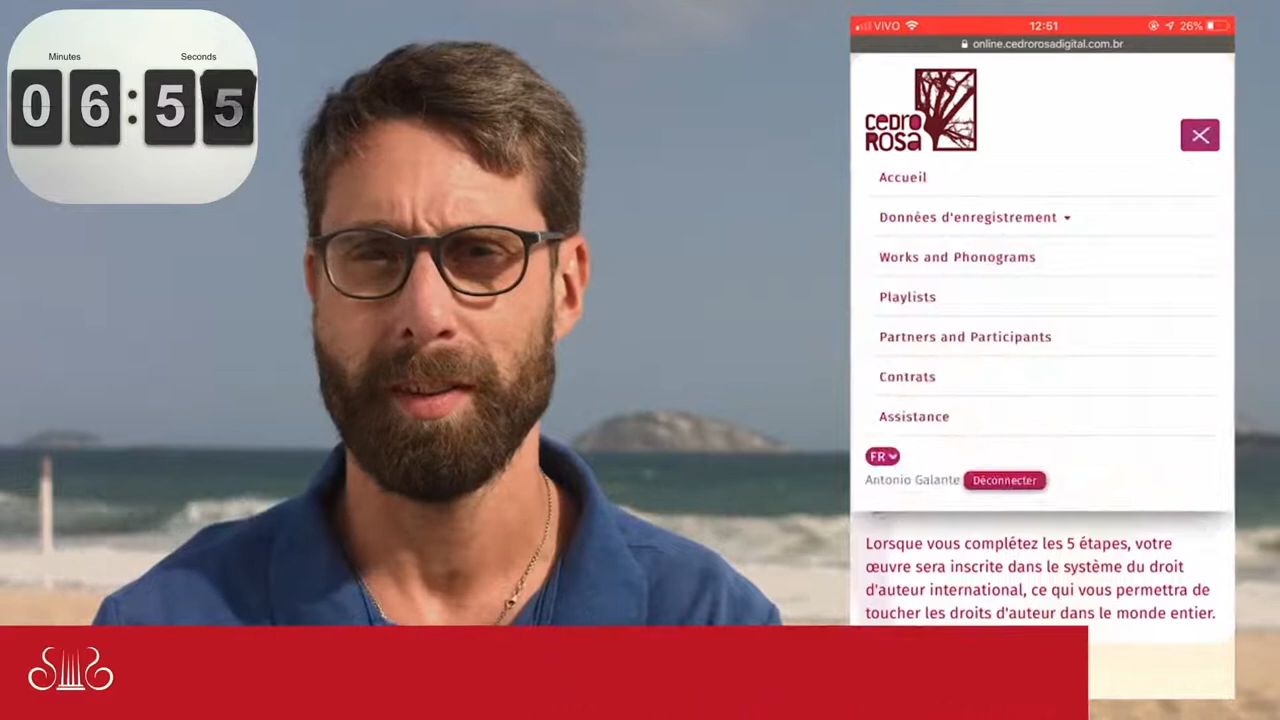 Minutes Seconds
06:55
VIVO 12:51 26%
online.cedrorosadigital.com.br
cedro
ROSa
Accueil
Données d'enregistrement
Works and Phonograms
Playlists
Partners and Participants
Contrats
Assistance
FR
Antonio Galante Déconnecter
Lorsque vous complétez les 5 étapes, votre
œuvre sera inscrite dans le système du droit
d'auteur international, ce qui vous permettra de
toucher les droits d'auteur dans le monde entier.